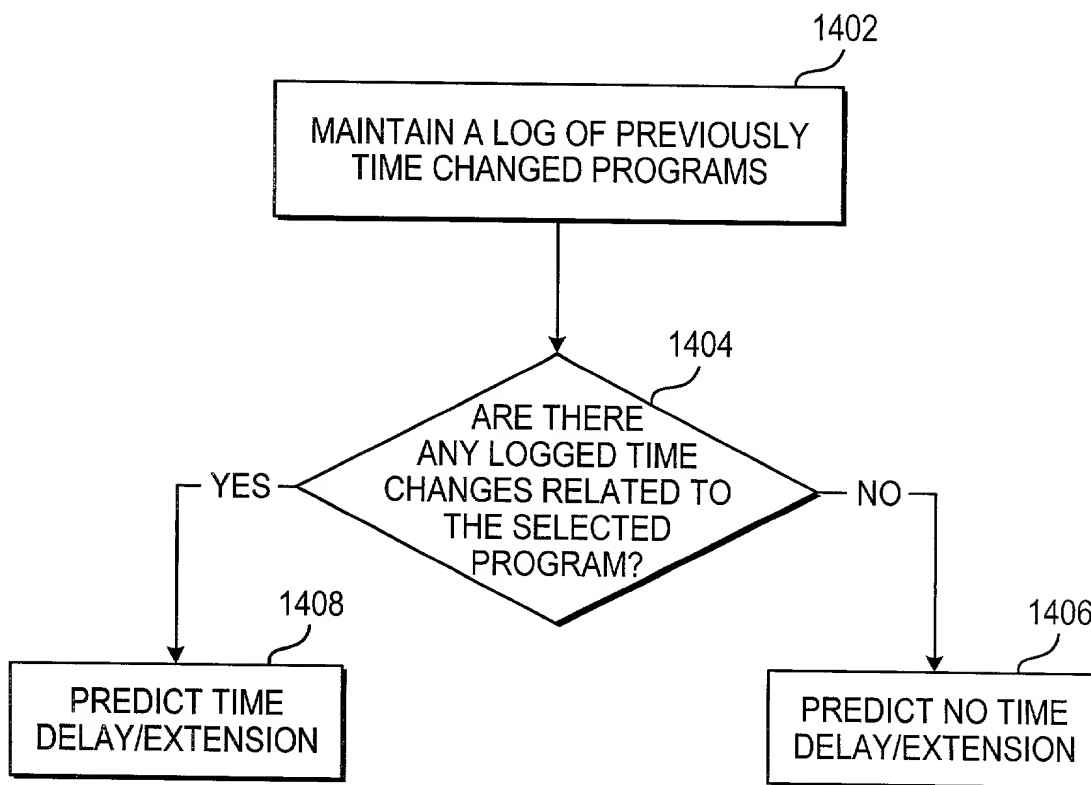 1402
MAINTAIN A LOG OF PREVIOUSLY
TIME CHANGED PROGRAMS
1404
ARE THERE
ANY LOGGED TIME
CHANGES RELATED TO
THE SELECTED
PROGRAM?
YES
NO
1408
PREDICT TIME
DELAY/EXTENSION
1406
PREDICT NO TIME
DELAY/EXTENSION